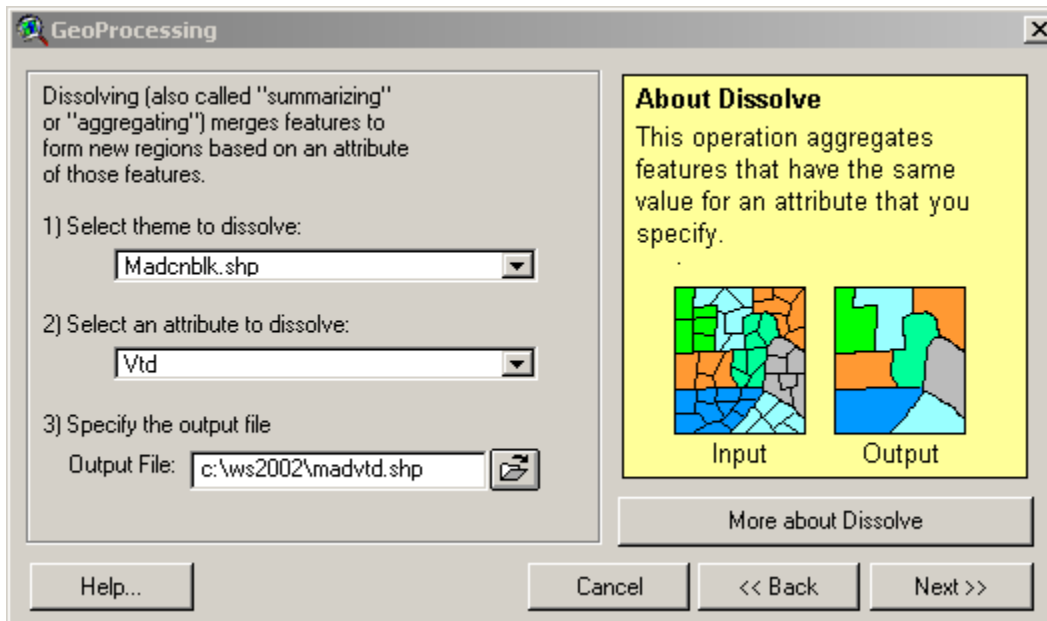 GeoProcessing
Dissolving (also called "summarizing"
or "aggregating") merges features to
form new regions based on an attribute
of those features.
1) Select theme to dissolve:
Madcnblk.shp
2) Select an attribute to dissolve:
Vtd
3) Specify the output file
Output File: c:\ws2002\madvtd.shp
About Dissolve
This operation aggregates
features that have the same
value for an attribute that you
specify.
Input Output
More about Dissolve
Help... Cancel << Back Next >>